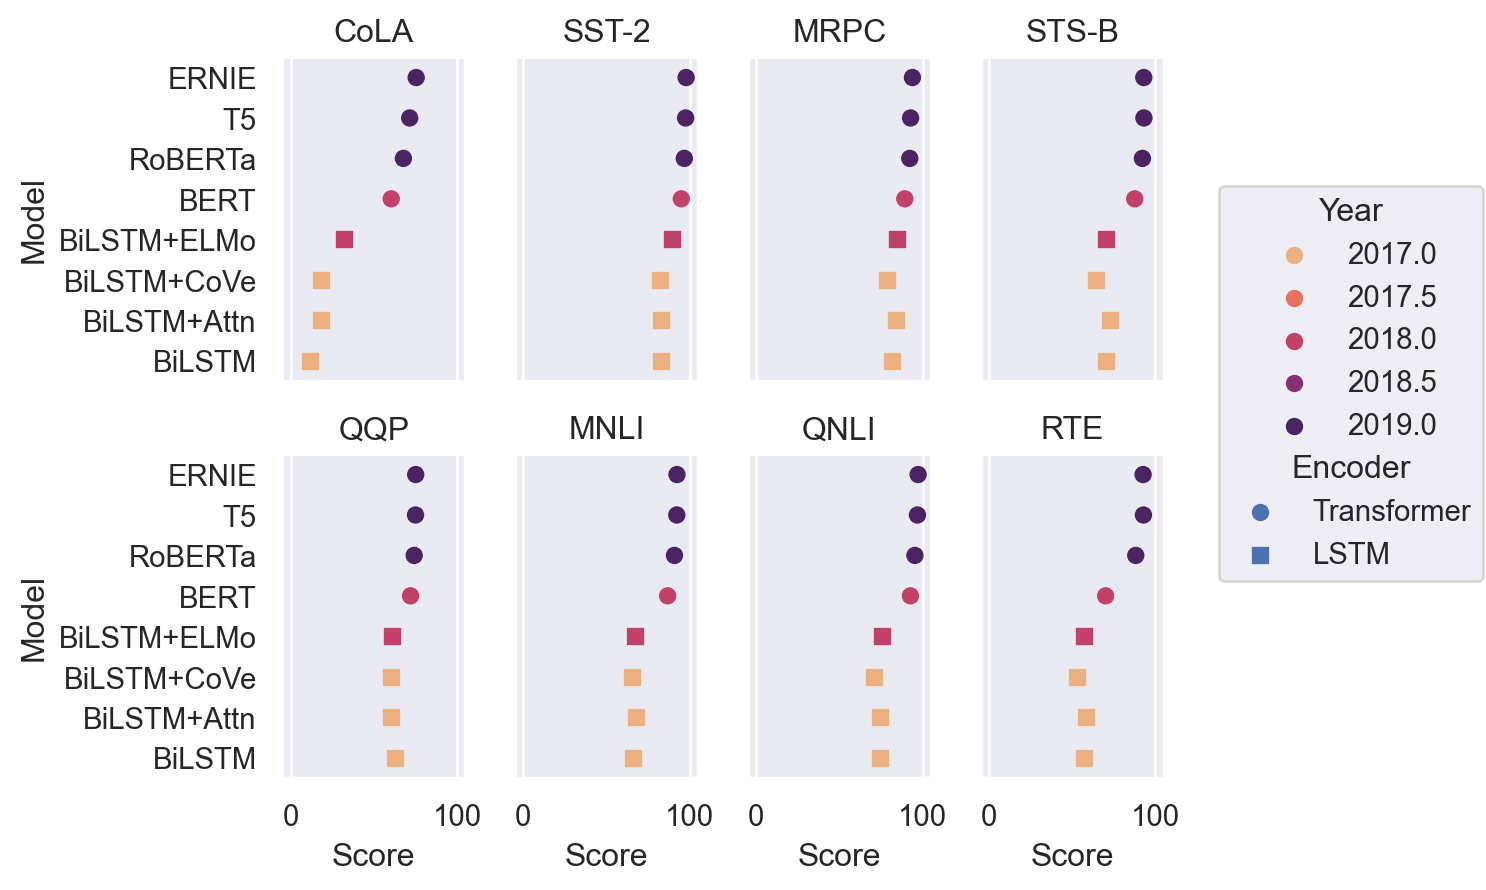 CoLA SST-2 MRPC STS-B
ERNIE
T5
RoBERTa
BERT
BiLSTM+ELMo
BiLSTM+CoVe
BiLSTM+Attn
BiLSTM
Model
QQP MNLI QNLI RTE
ERNIE
T5
RoBERTa
BERT
BiLSTM+ELMo
BiLSTM+CoVe
BiLSTM+Attn
BiLSTM
Model
0 100 0 100 0 100 0 100
Score Score Score Score
Year
2017.0
2017.5
2018.0
2018.5
2019.0
Encoder
Transformer
LSTM